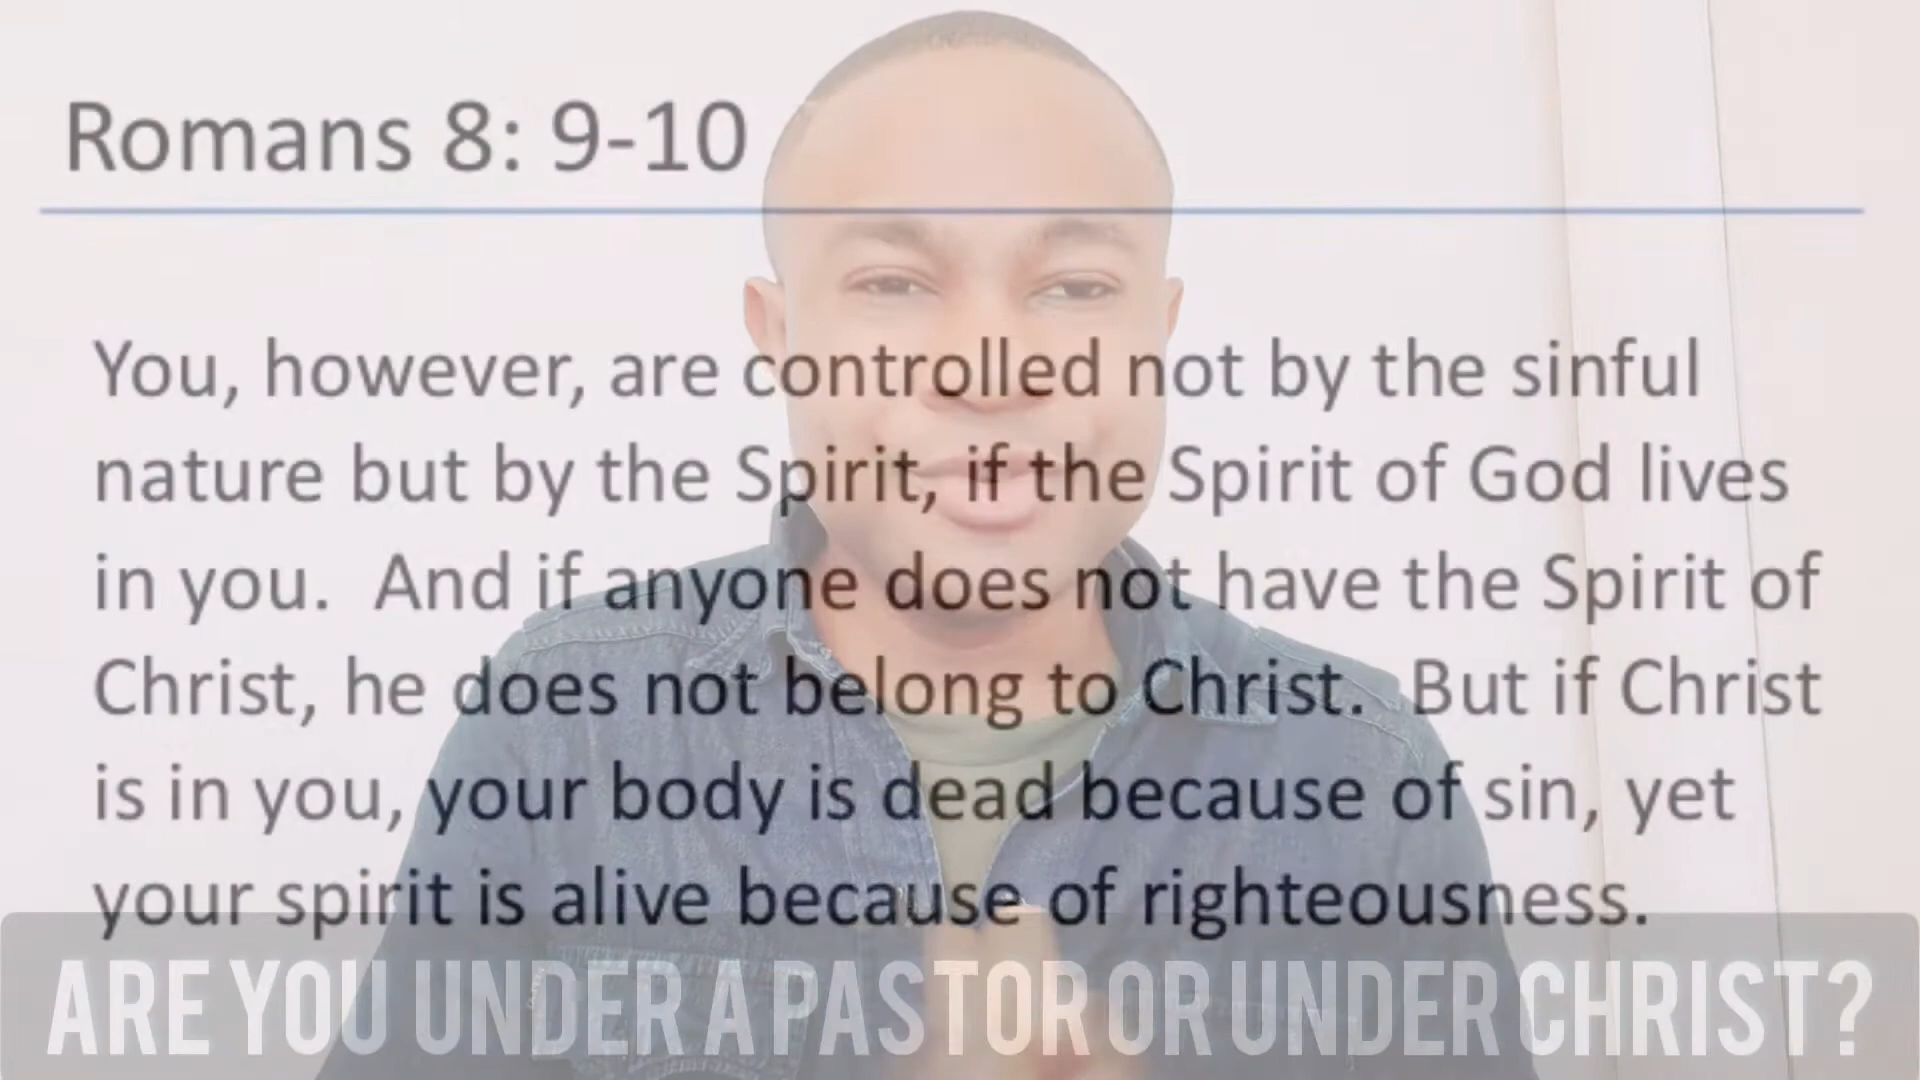 Romans 8: 9-10
You, however, are controlled not by the sinful
nature but by the Spirit, if the Spirit of God lives
in you. And if anyone does not have the Spirit of
Christ, he does not belong to Christ. But if Christ
is in you, your body is dead because of sin, yet
your spirit is alive because of righteousness.
ARE YOU UNDER A PASTOR OR UNDER CHRIST?